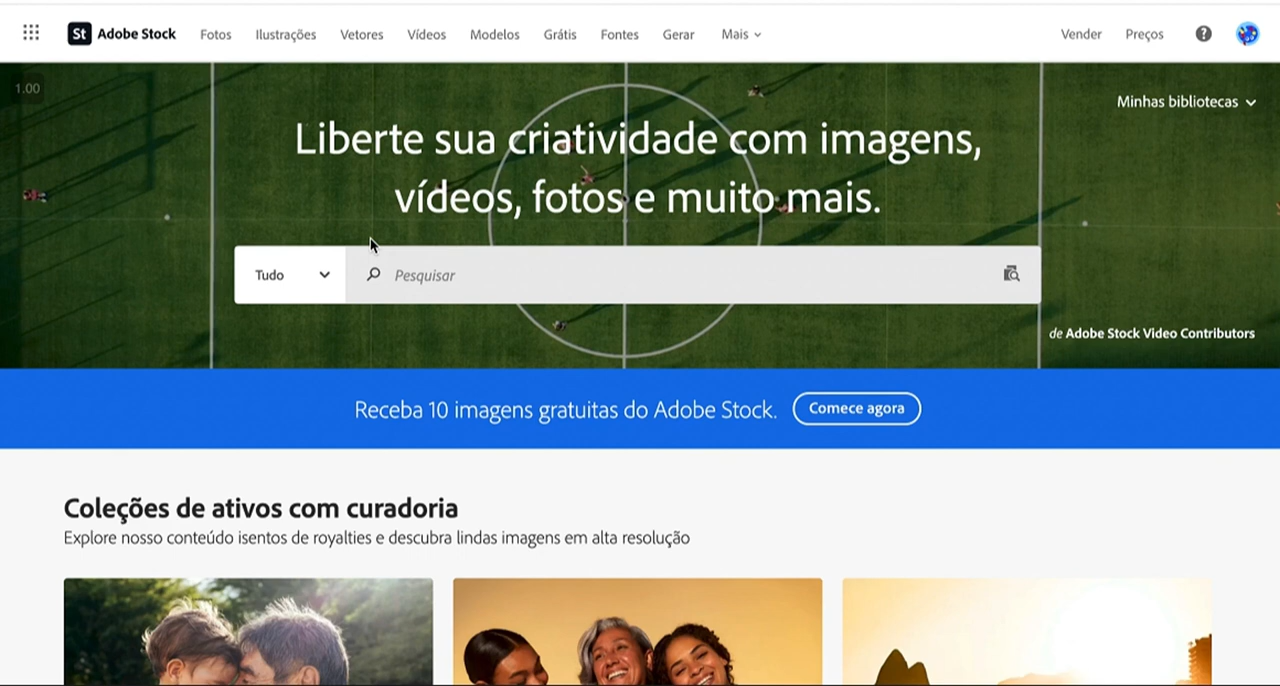 St Adobe Stock Fotos Ilustrações Vetores Vídeos Modelos Grátis Fontes Gerar Mais Vender Preços ?
1.00
Minhas bibliotecas
Liberte sua criatividade com imagens,
vídeos, fotos e muito mais.
Tudo Pesquisar
de Adobe Stock Video Contributors
Receba 10 imagens gratuitas do Adobe Stock. Comece agora
Coleções de ativos com curadoria
Explore nosso conteúdo isentos de royalties e descubra lindas imagens em alta resolução